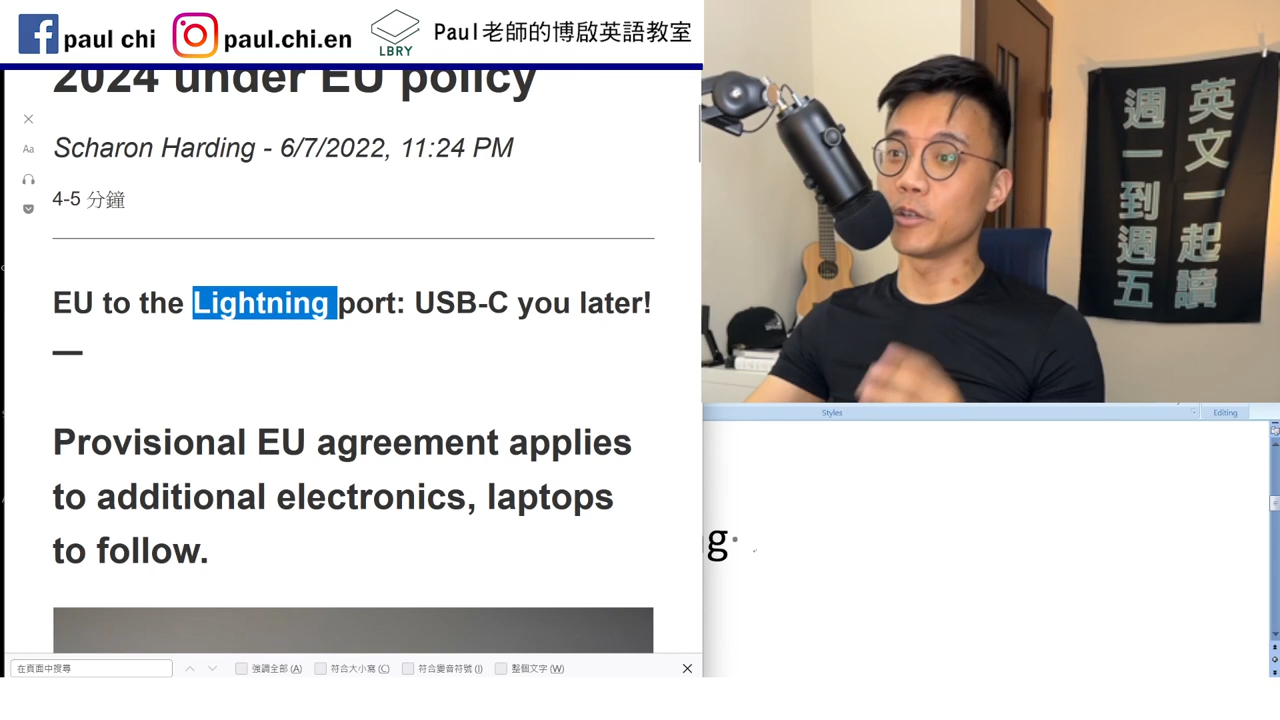 paul chi
paul.chi.en
LBRY
Paul老師的博啟英語教室
2024 under EU policy
Scharon Harding - 6/7/2022, 11:24 PM
Aa
4-5 分鐘
EU to the Lightning port: USB-C you later!
—
Provisional EU agreement applies
to additional electronics, laptops
to follow.
在頁面中搜尋
強調全部 (A)
符合大小寫 (C)
符合變音符號 (I)
整個文字 (W)
英文一起讀
週一到週五
Styles
Editing
g